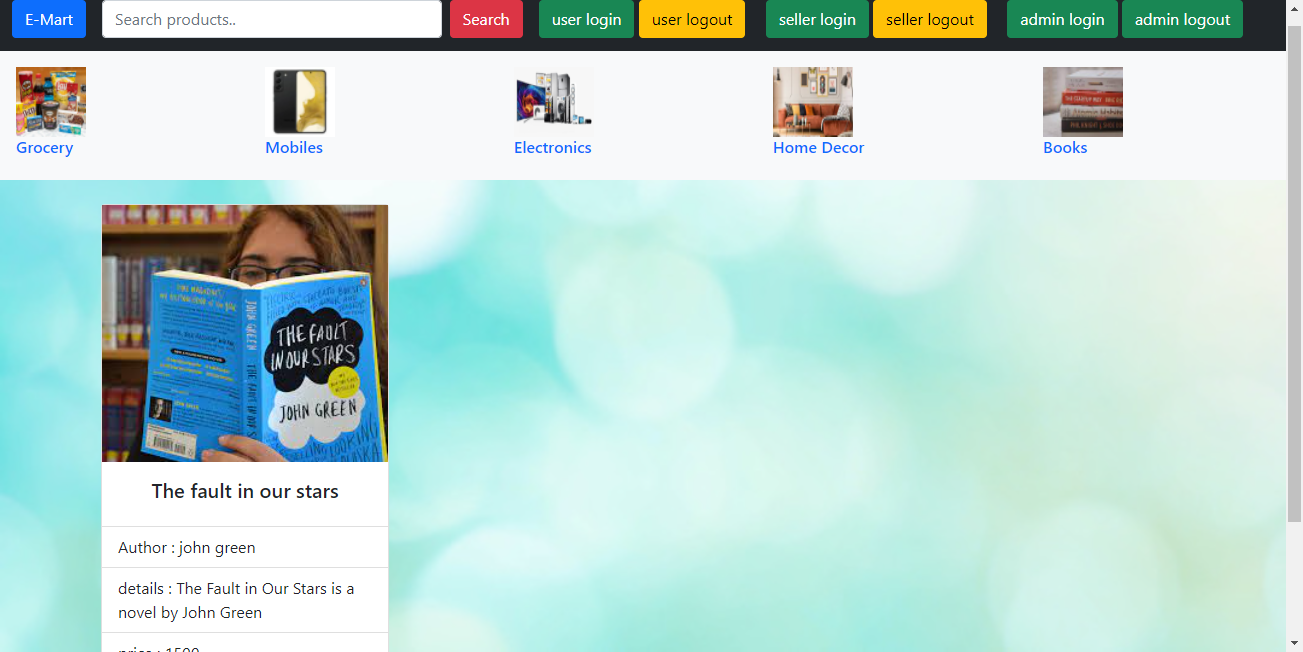 E-Mart
Search products..
Search
user login
user logout
seller login
seller logout
admin login
admin logout
Grocery
Mobiles
Electronics
Home Decor
Books
THE FAULT
IN OUR STARS
JOHN GREEN
JOHN GREEN
The fault in our stars
Author : john green
details : The Fault in Our Stars is a
novel by John Green
price : 1500